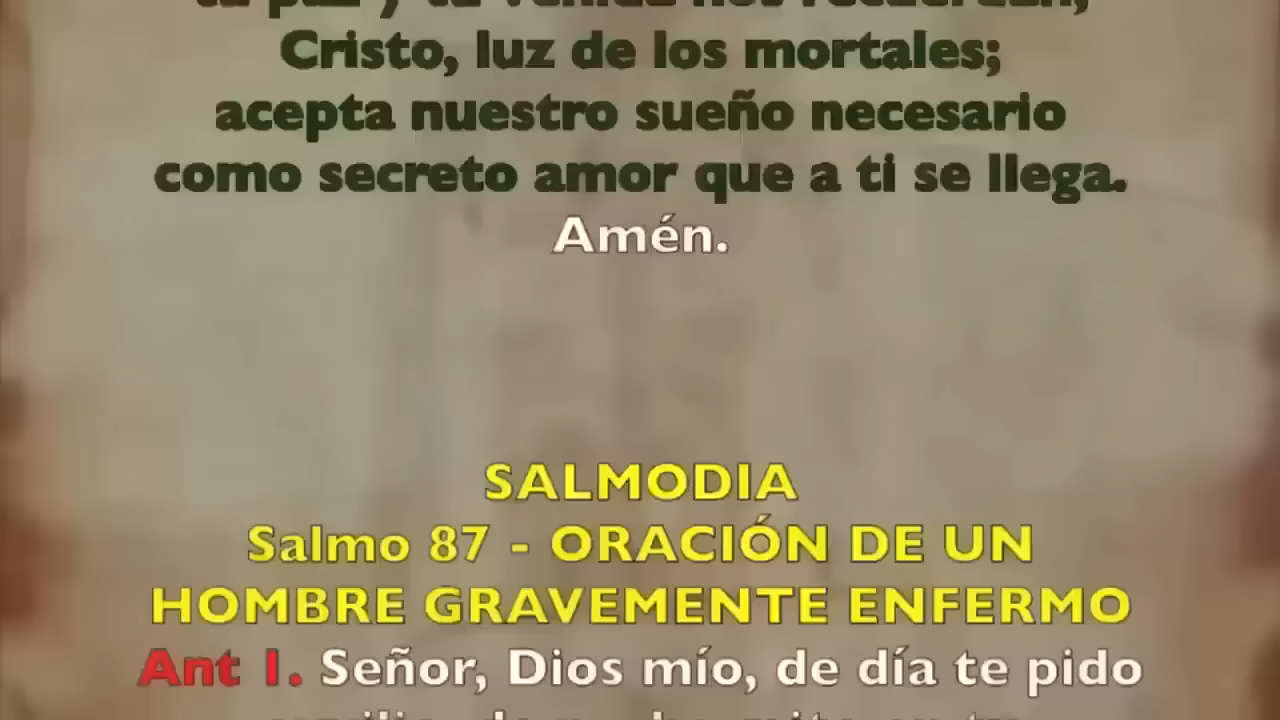 Cristo, luz de los mortales;
acepta nuestro sueño necesario
como secreto amor que a ti se llega.
Amén.
SALMODIA
Salmo 87 - ORACIÓN DE UN
HOMBRE GRAVEMENTE ENFERMO
Ant 1. Señor, Dios mío, de día te pido